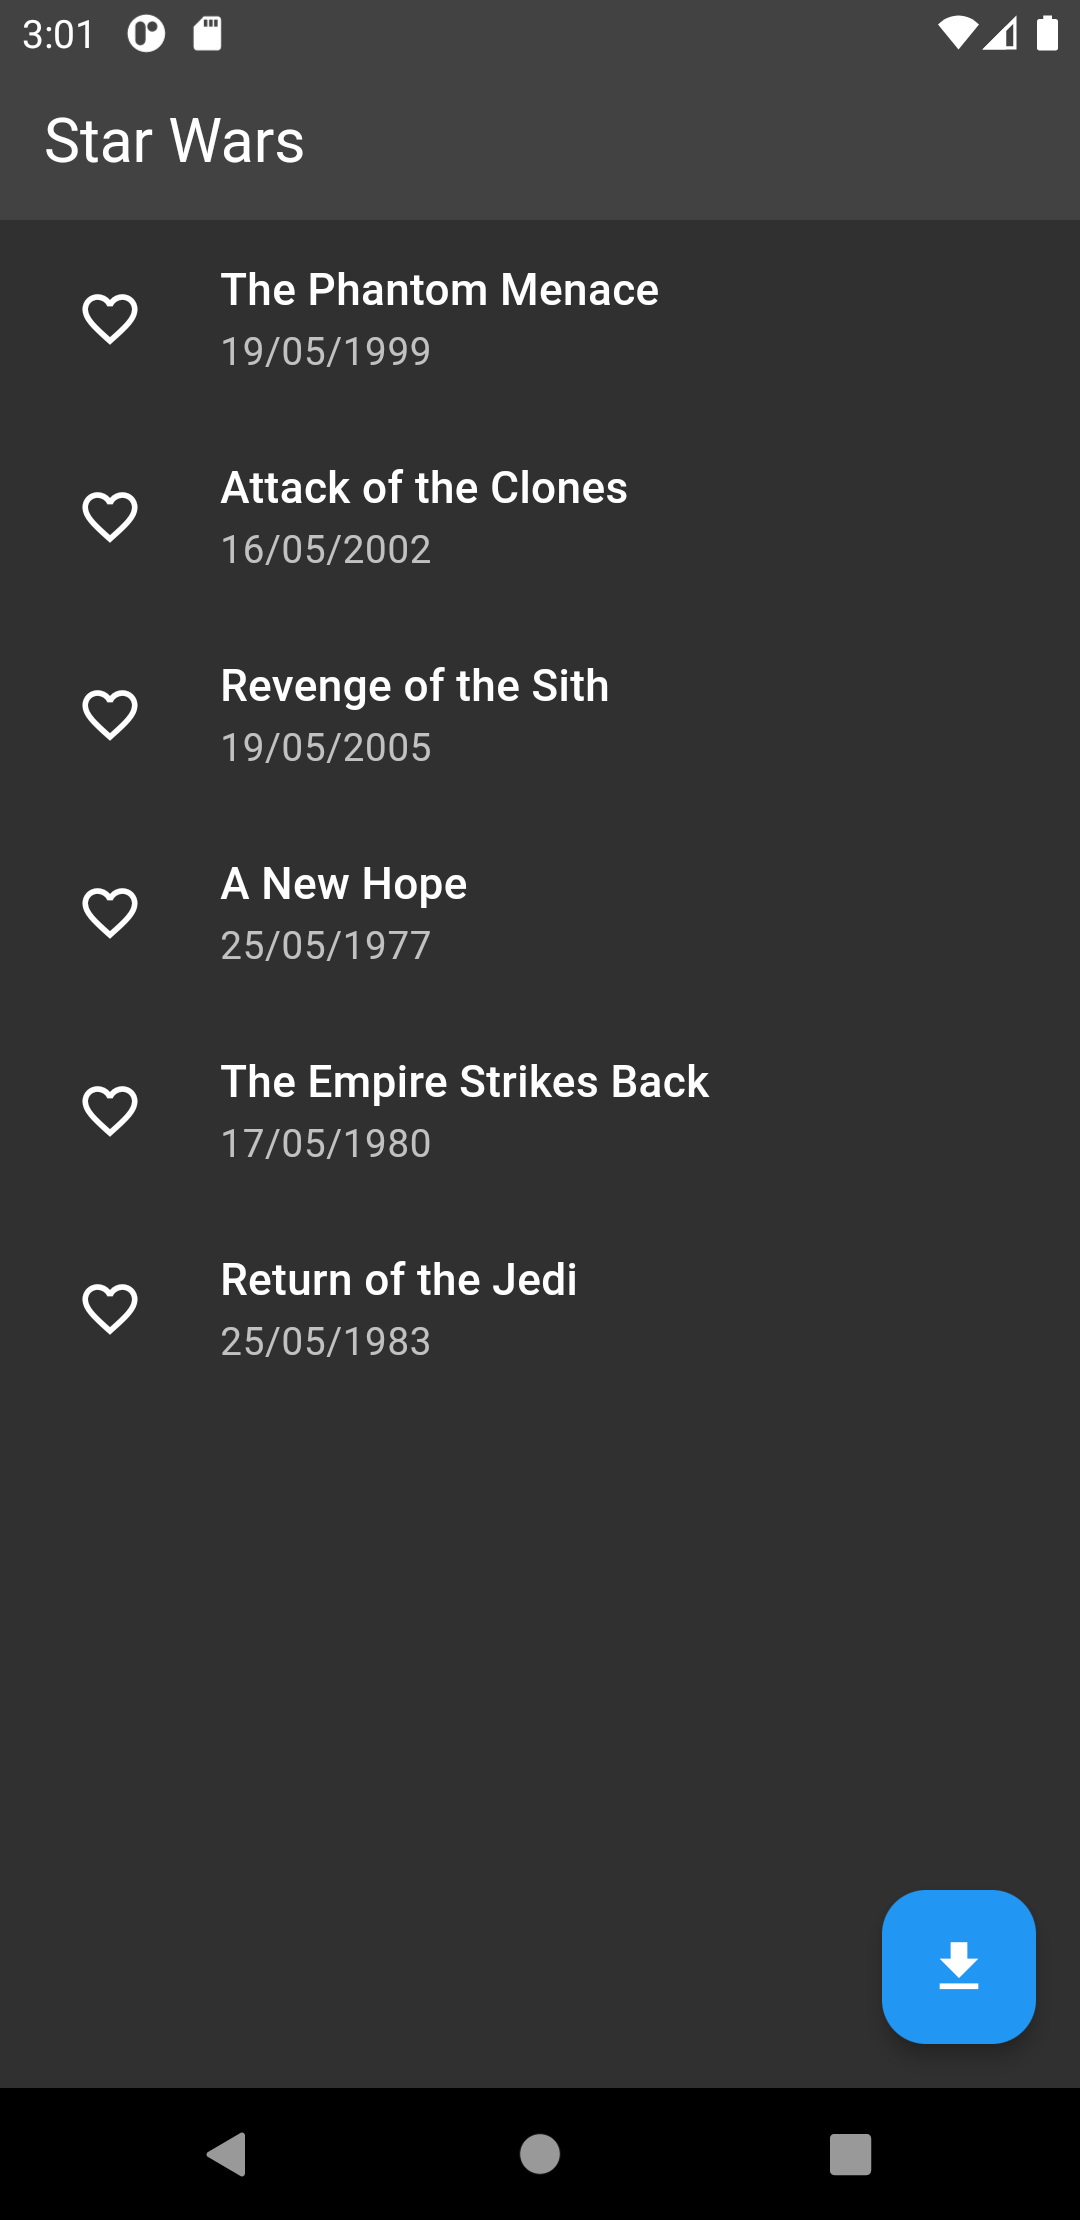 3:01
Star Wars
The Phantom Menace
19/05/1999
Attack of the Clones
16/05/2002
Revenge of the Sith
19/05/2005
A New Hope
25/05/1977
The Empire Strikes Back
17/05/1980
Return of the Jedi
25/05/1983